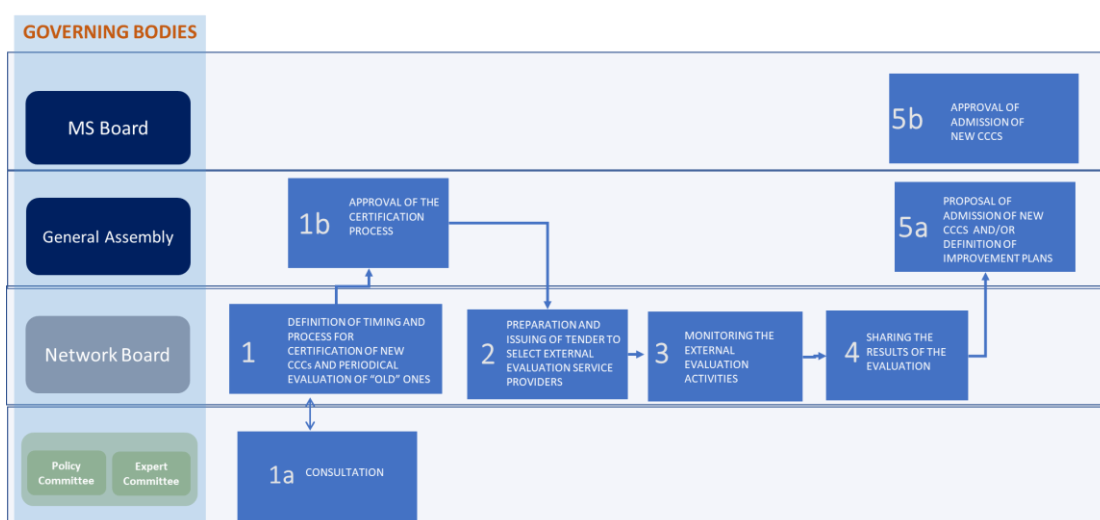 GOVERNING BODIES
MS Board
5b
APPROVAL OF
ADMISSION OF
NEW CCCS
General Assembly
1b
APPROVAL OF THE
CERTIFICATION
PROCESS
5a
PROPOSAL OF
ADMISSION OF NEW
CCCS AND/OR
DEFINITION OF
IMPROVEMENT PLANS
Network Board
1
DEFINITION OF TIMING AND
PROCESS FOR
CERTIFICATION OF NEW
CCCs AND PERIODICAL
EVALUATION OF “OLD” ONES
2
PREPARATION AND
ISSUING OF TENDER TO
SELECT EXTERNAL
EVALUATION SERVICE
PROVIDERS
3
MONITORING THE
EXTERNAL
EVALUATION
ACTIVITIES
4
SHARING THE
RESULTS OF THE
EVALUATION
Policy
Committee
Expert
Committee
1a
CONSULTATION